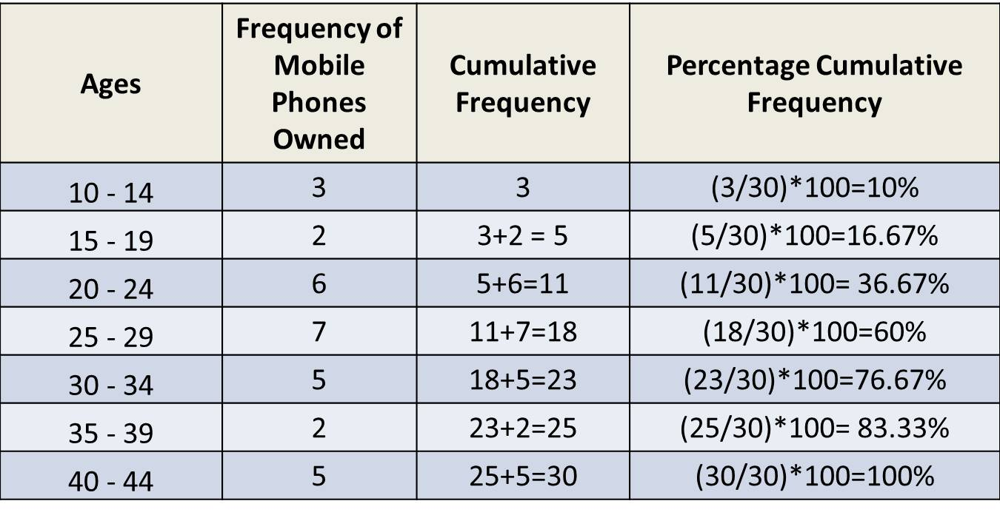 Ages
Frequency of
Mobile
Phones
Owned
Cumulative
Frequency
Percentage Cumulative
Frequency
10 - 14 3 3 (3/30)*100=10%
15 - 19 2 3+2 = 5 (5/30)*100=16.67%
20 - 24 6 5+6=11 (11/30)*100= 36.67%
25 - 29 7 11+7=18 (18/30)*100=60%
30 - 34 5 18+5=23 (23/30)*100=76.67%
35 - 39 2 23+2=25 (25/30)*100= 83.33%
40 - 44 5 25+5=30 (30/30)*100=100%